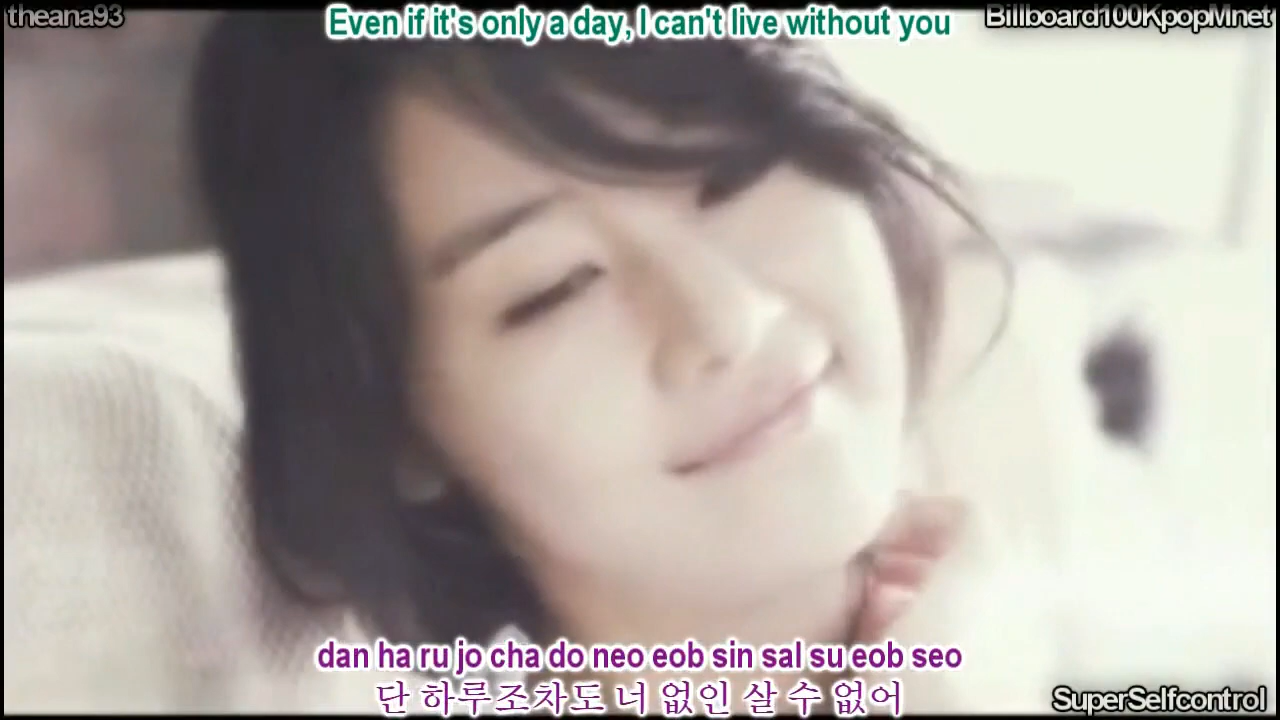 theana93
Even if it's only a day, I can't live without you
Billboard100KpopMnet
dan ha ru jo cha do neo eob sin sal su eob seo
단 하루조차도 너 없인 살 수 없어
SuperSelfcontrol